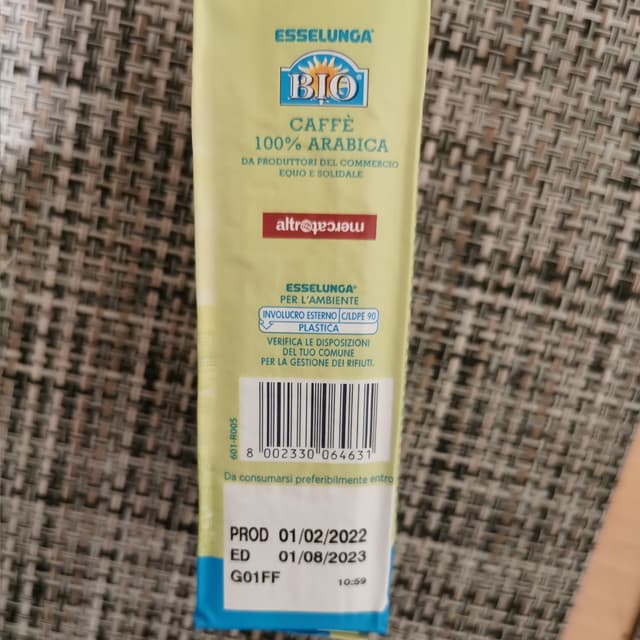 ESSELUNGA®
BIO®
CAFFÈ
100% ARABICA
DA PRODUTTORI DEL COMMERCIO
EQUO E SOLIDALE
altromercato
ESSELUNGA®
PER L'AMBIENTE
INVOLUCRO ESTERNO C/LDPE 90
PLASTICA
VERIFICA LE DISPOSIZIONI
DEL TUO COMUNE
PER LA GESTIONE DEI RIFIUTI.
601-R005
8 002330 064631
Da consumarsi preferibilmente entro
PROD 01/02/2022
ED 01/08/2023
G01FF 10:59